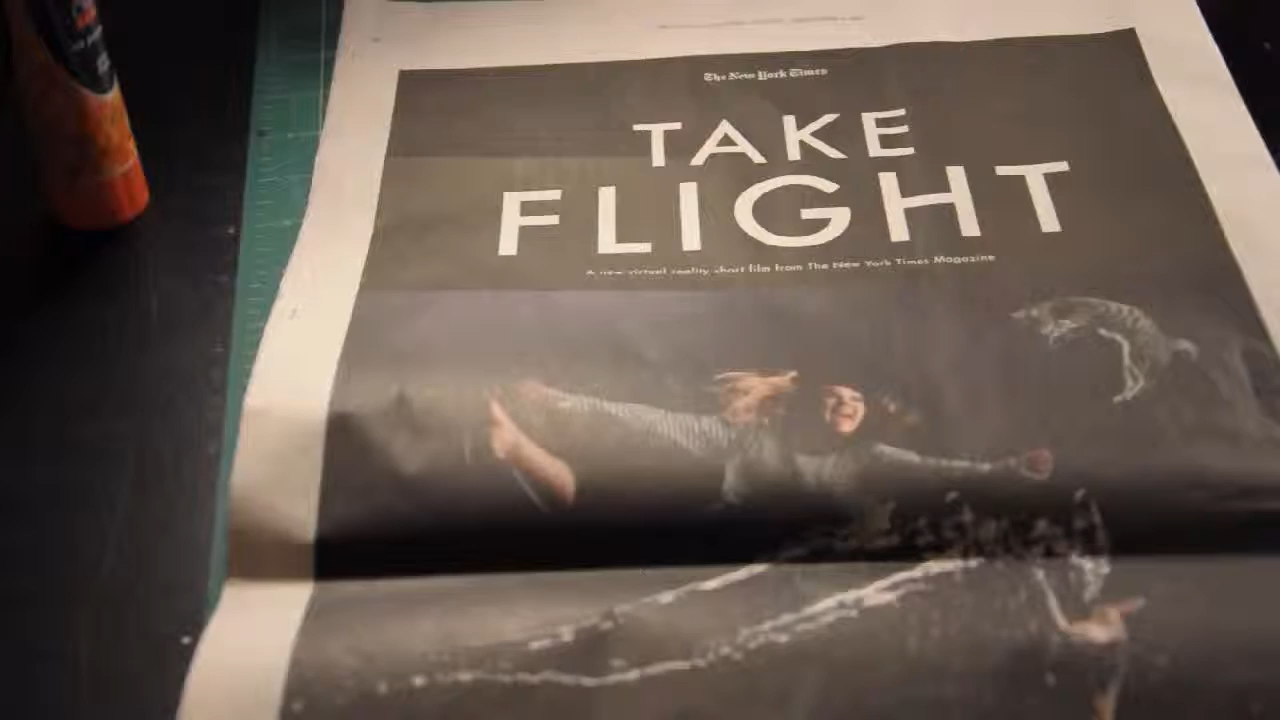 The New York Times
TAKE
FLIGHT
A new virtual reality short film from The New York Times Magazine